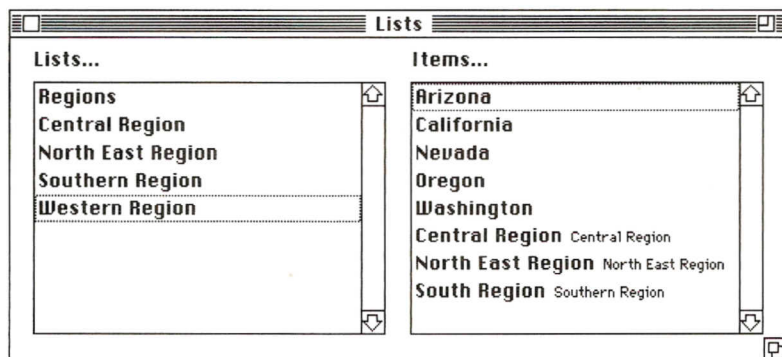 Lists
Lists...
Regions
Central Region
North East Region
Southern Region
Western Region
Items...
Arizona
California
Nevada
Oregon
Washington
Central Region Central Region
North East Region North East Region
South Region Southern Region